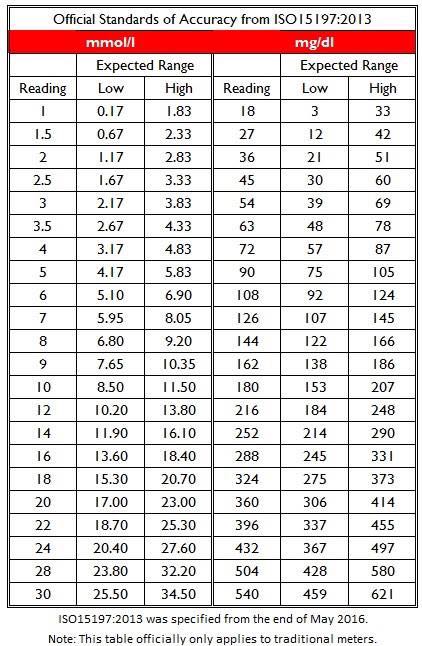 Official Standards of Accuracy from ISO15197:2013
mmol/l mg/dl
Expected Range Expected Range
Reading Low High Reading Low High
1 0.17 1.83 18 3 33
1.5 0.67 2.33 27 12 42
2 1.17 2.83 36 21 51
2.5 1.67 3.33 45 30 60
3 2.17 3.83 54 39 69
3.5 2.67 4.33 63 48 78
4 3.17 4.83 72 57 87
5 4.17 5.83 90 75 105
6 5.10 6.90 108 92 124
7 5.95 8.05 126 107 145
8 6.80 9.20 144 122 166
9 7.65 10.35 162 138 186
10 8.50 11.50 180 153 207
12 10.20 13.80 216 184 248
14 11.90 16.10 252 214 290
16 13.60 18.40 288 245 331
18 15.30 20.70 324 275 373
20 17.00 23.00 360 306 414
22 18.70 25.30 396 337 455
24 20.40 27.60 432 367 497
28 23.80 32.20 504 428 580
30 25.50 34.50 540 459 621
ISO15197:2013 was specified from the end of May 2016.
Note: This table officially only applies to traditional meters.